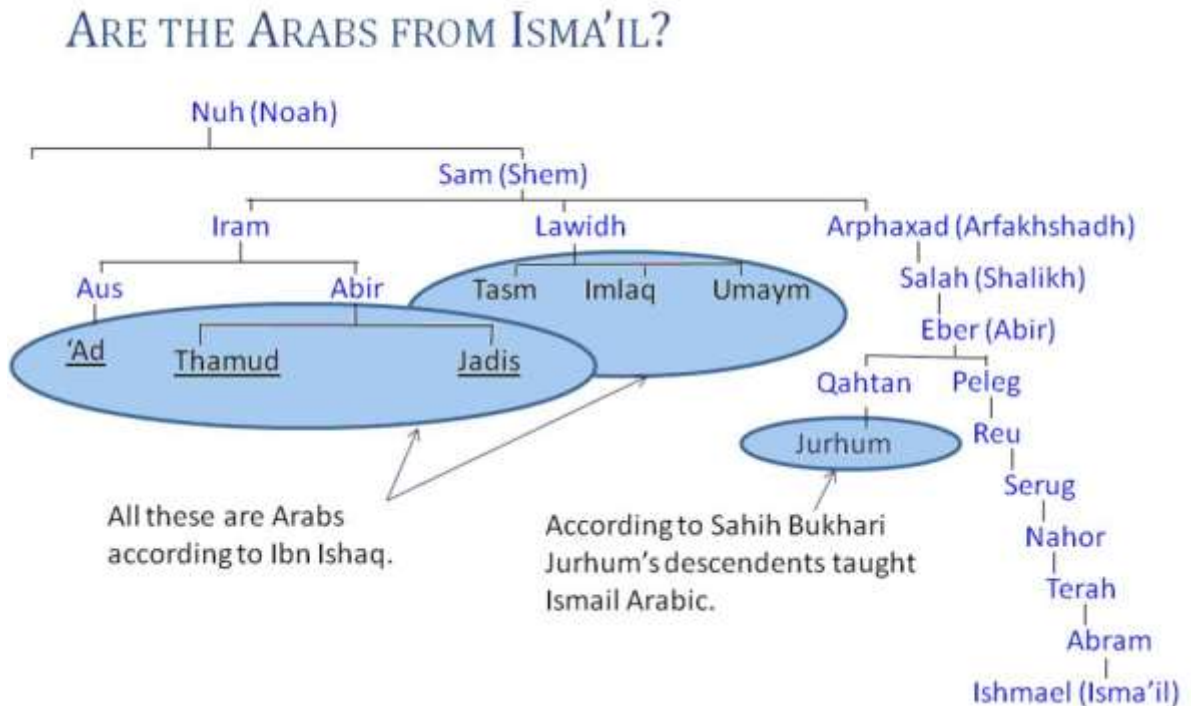 ARE THE ARABS FROM ISMA'IL?
Nuh (Noah)
Sam (Shem)
Iram
Lawidh
Arphaxad (Arfakhshadh)
Aus
Abir
Tasm
Imlaq
Umaym
Salah (Shalikh)
Eber (Abir)
'Ad
Thamud
Jadis
Qahtan
Peleg
Jurhum
Reu
Serug
Nahor
Terah
Abram
Ishmael (Isma'il)
All these are Arabs
according to Ibn Ishaq.
According to Sahih Bukhari
Jurhum's descendents taught
Ismail Arabic.